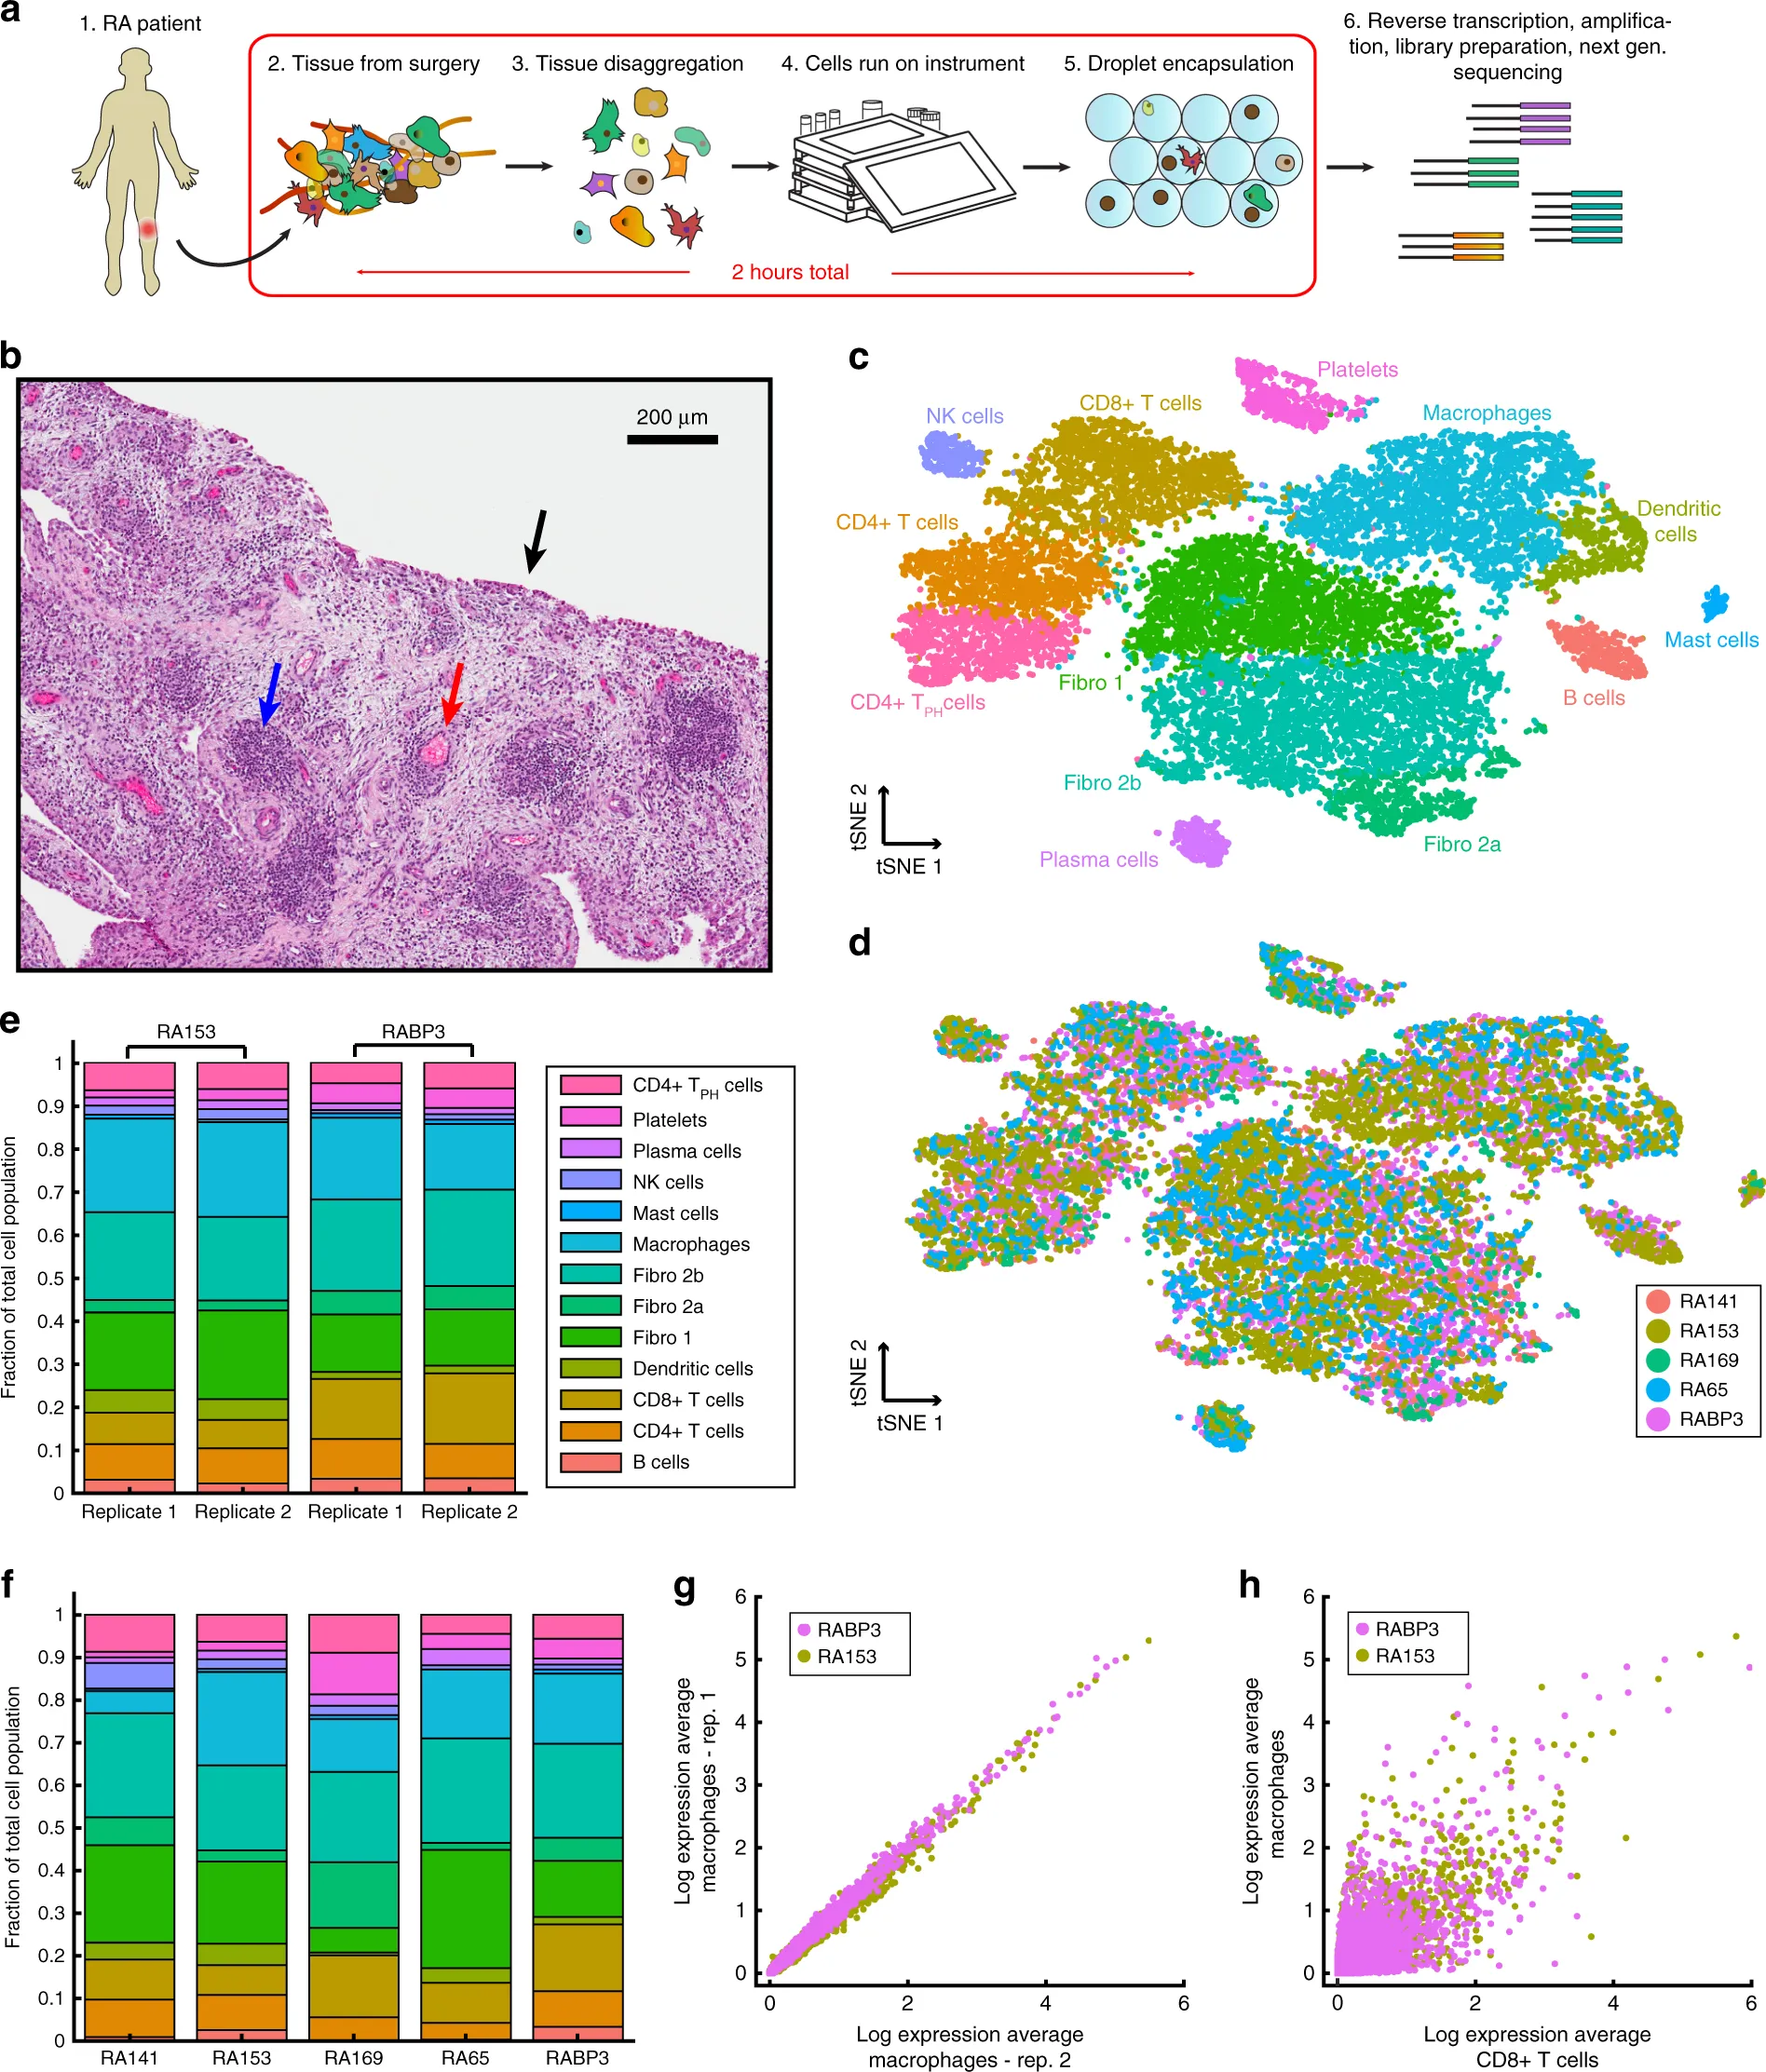 a
1. RA patient
2. Tissue from surgery
3. Tissue disaggregation
4. Cells run on instrument
5. Droplet encapsulation
6. Reverse transcription, amplifica-
tion, library preparation, next gen.
sequencing
2 hours total
b
200 µm
c
Platelets
NK cells
CD8+ T cells
Macrophages
CD4+ T cells
Dendritic
cells
Mast cells
Fibro 1
CD4+ TPHcells
B cells
Fibro 2b
Fibro 2a
Plasma cells
tSNE 2
tSNE 1
d
RA141
RA153
RA169
RA65
RABP3
tSNE 2
tSNE 1
e
RA153
RABP3
Fraction of total cell population
1
0.9
0.8
0.7
0.6
0.5
0.4
0.3
0.2
0.1
0
Replicate 1
Replicate 2
Replicate 1
Replicate 2
CD4+ TPH cells
Platelets
Plasma cells
NK cells
Mast cells
Macrophages
Fibro 2b
Fibro 2a
Fibro 1
Dendritic cells
CD8+ T cells
CD4+ T cells
B cells
f
Fraction of total cell population
1
0.9
0.8
0.7
0.6
0.5
0.4
0.3
0.2
0.1
0
RA141
RA153
RA169
RA65
RABP3
g
RABP3
RA153
Log expression average
macrophages - rep. 1
6
5
4
3
2
1
0
0
2
4
6
Log expression average
macrophages - rep. 2
h
RABP3
RA153
Log expression average
macrophages
6
5
4
3
2
1
0
0
2
4
6
Log expression average
CD8+ T cells